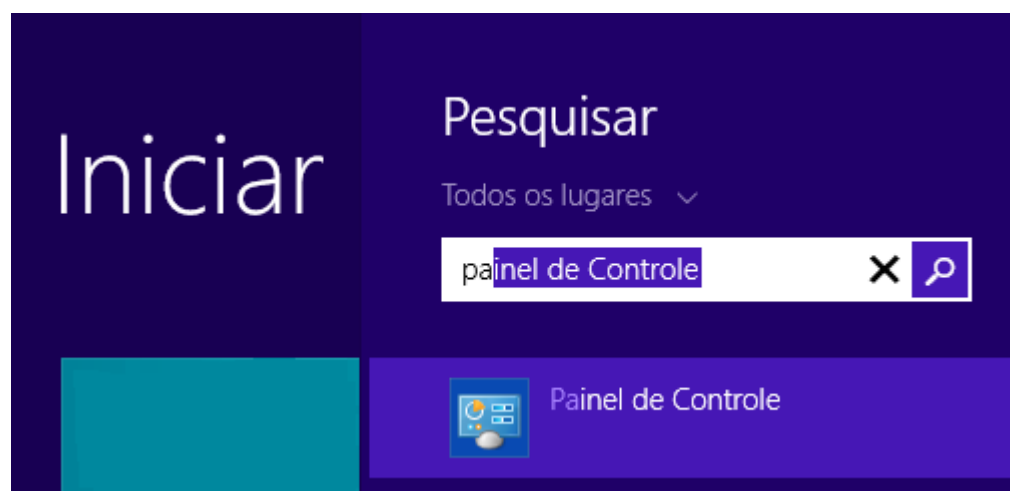 Iniciar
Pesquisar
Todos os lugares
painel de Controle
Painel de Controle